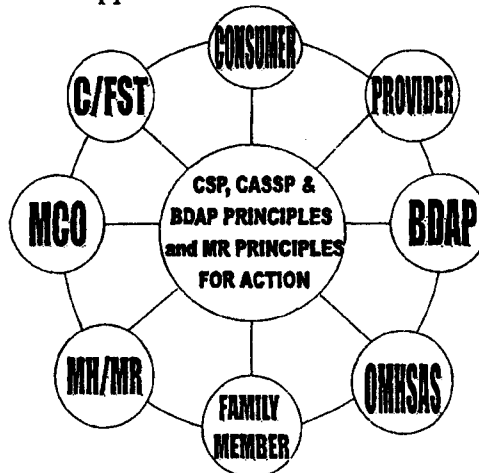 CONSUMER
PROVIDER
BDAP
OMHSAS
FAMILY
MEMBER
MH/MR
MCO
C/FST
CSP, CASSP &
BDAP PRINCIPLES
and MR PRINCIPLES
FOR ACTION